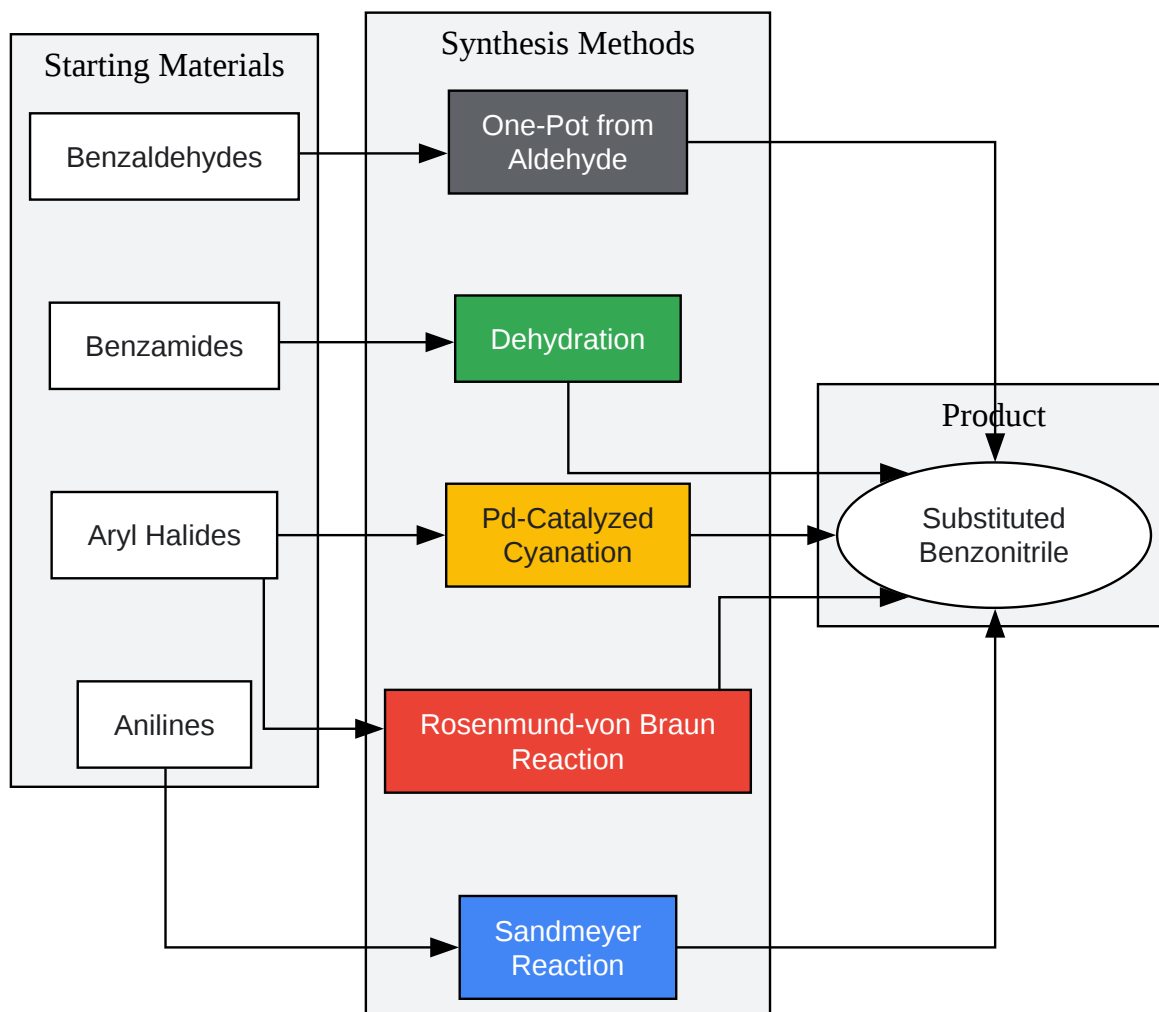 Starting Materials
Benzaldehydes
Benzamides
Aryl Halides
Anilines
Synthesis Methods
One-Pot from
Aldehyde
Dehydration
Pd-Catalyzed
Cyanation
Rosenmund-von Braun
Reaction
Sandmeyer
Reaction
Product
Substituted
Benzonitrile